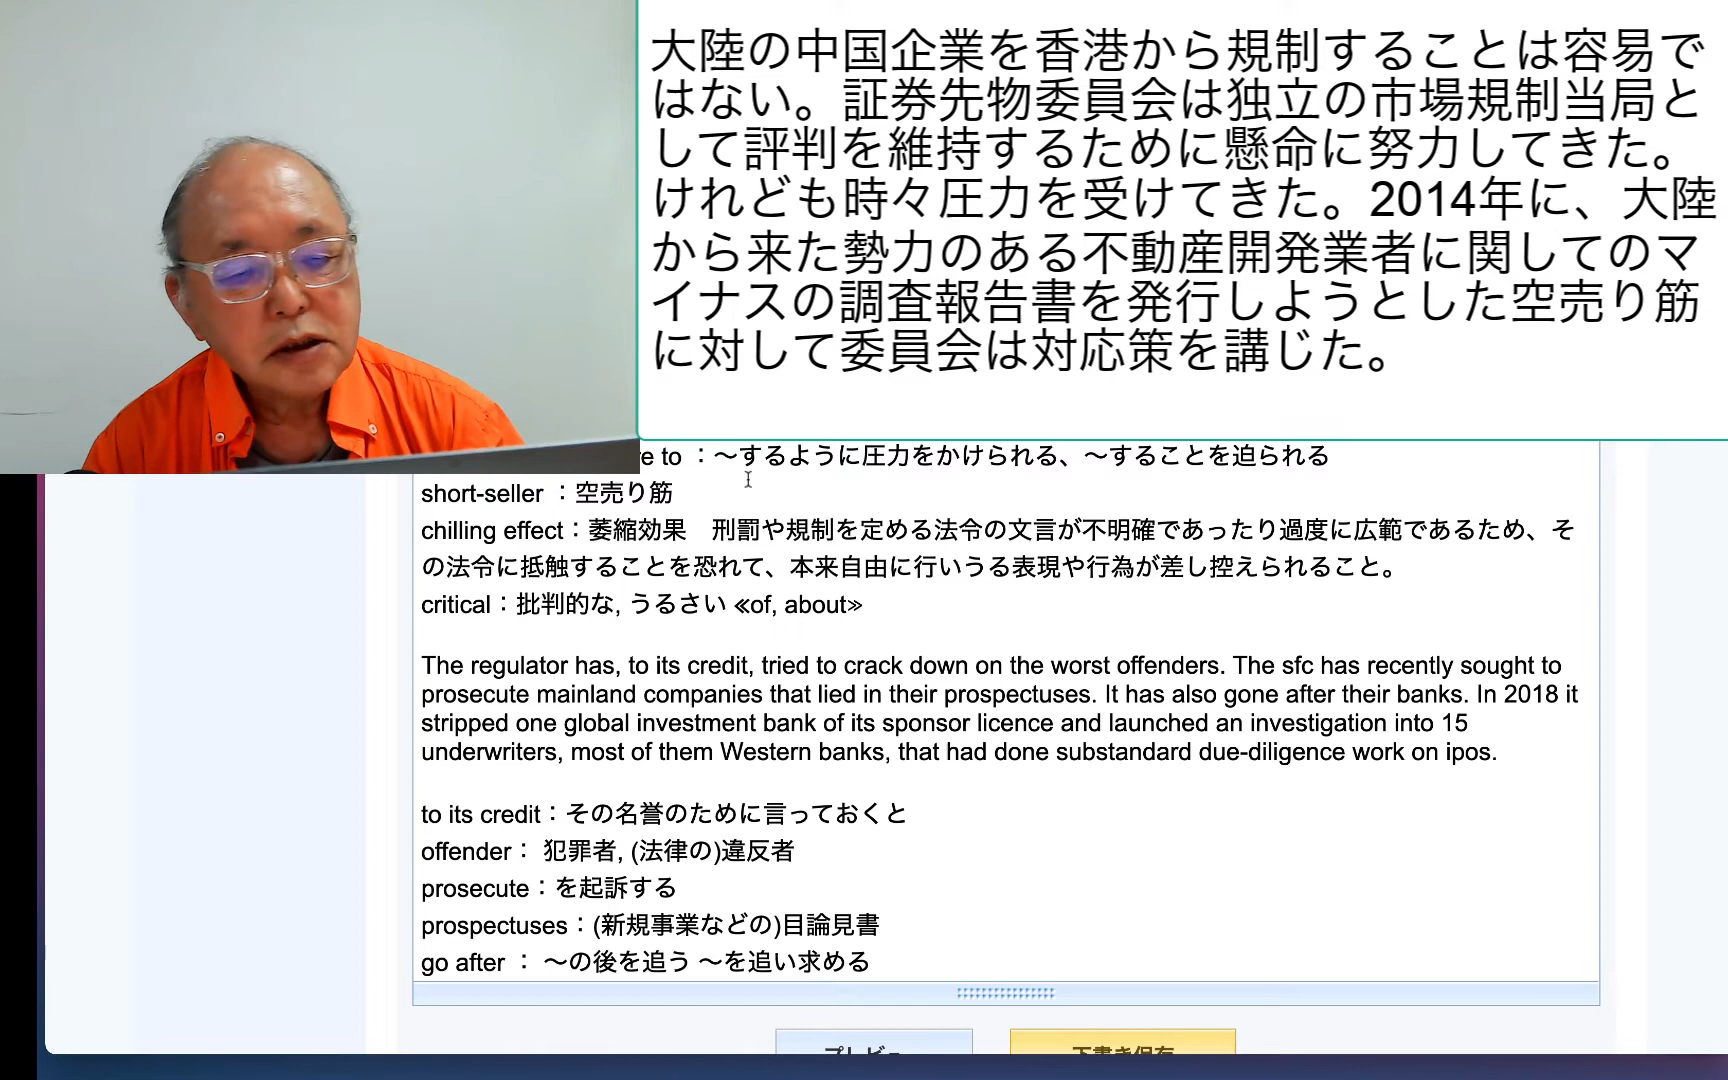 大陸の中国企業を香港から規制することは容易で
はない。証券先物委員会は独立の市場規制当局と
して評判を維持するために懸命に努力してきた。
けれども時々圧力を受けてきた。2014年に、大陸
から来た勢力のある不動産開発業者に関してのマ
イナスの調査報告書を発行しようとした空売り筋
に対して委員会は対応策を講じた。
to ：～するように圧力をかけられる、～することを迫られる
short-seller ：空売り筋
chilling effect：萎縮効果　刑罰や規制を定める法令の文言が不明確であったり過度に広範であるため、そ
の法令に抵触することを恐れて、本来自由に行いうる表現や行為が差し控えられること。
critical：批判的な, うるさい ≪of, about≫
The regulator has, to its credit, tried to crack down on the worst offenders. The sfc has recently sought to
prosecute mainland companies that lied in their prospectuses. It has also gone after their banks. In 2018 it
stripped one global investment bank of its sponsor licence and launched an investigation into 15
underwriters, most of them Western banks, that had done substandard due-diligence work on ipos.
to its credit：その名誉のために言っておくと
offender： 犯罪者, (法律の)違反者
prosecute：を起訴する
prospectuses：(新規事業などの)目論見書
go after ： ～の後を追う ～を追い求める